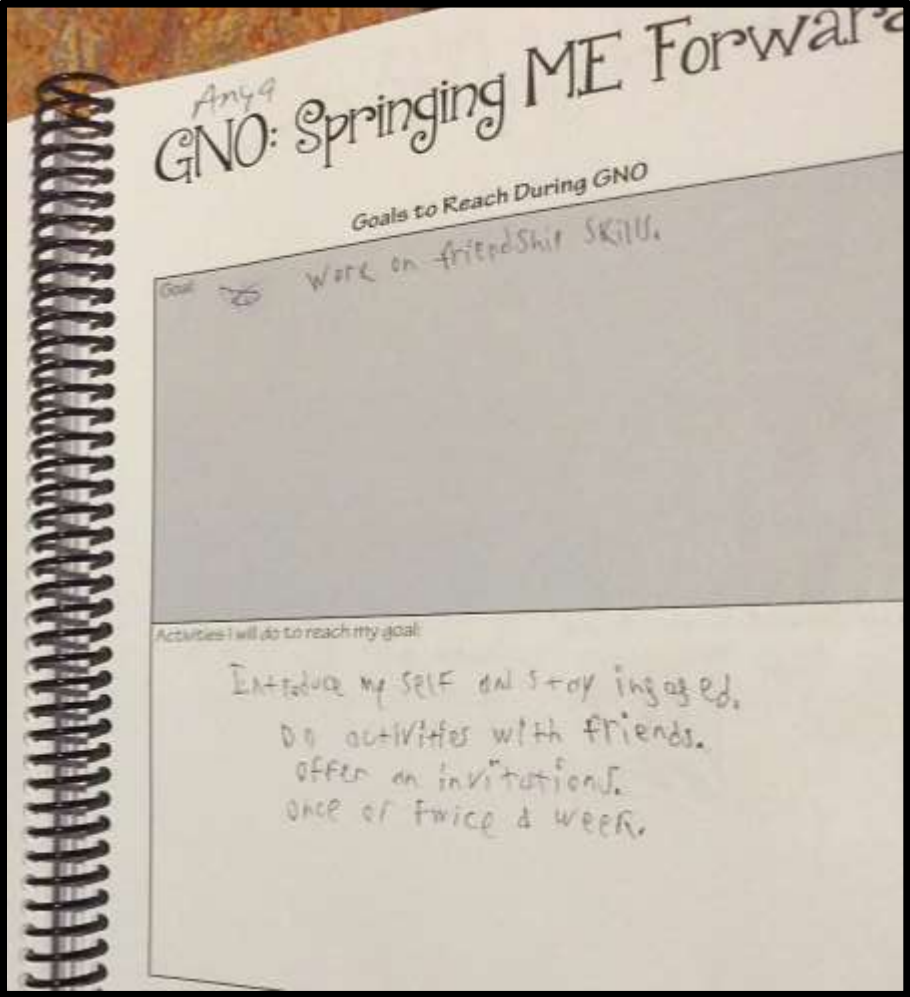 Anya
GNO: Springing ME Forward
Goals to Reach During GNO
Goal:
Work on friendship skills.
Activities I will do to reach my goal:
Introduce my self and stay ingaged.
Do activities with friends.
offer an invitations.
once or twice a week.